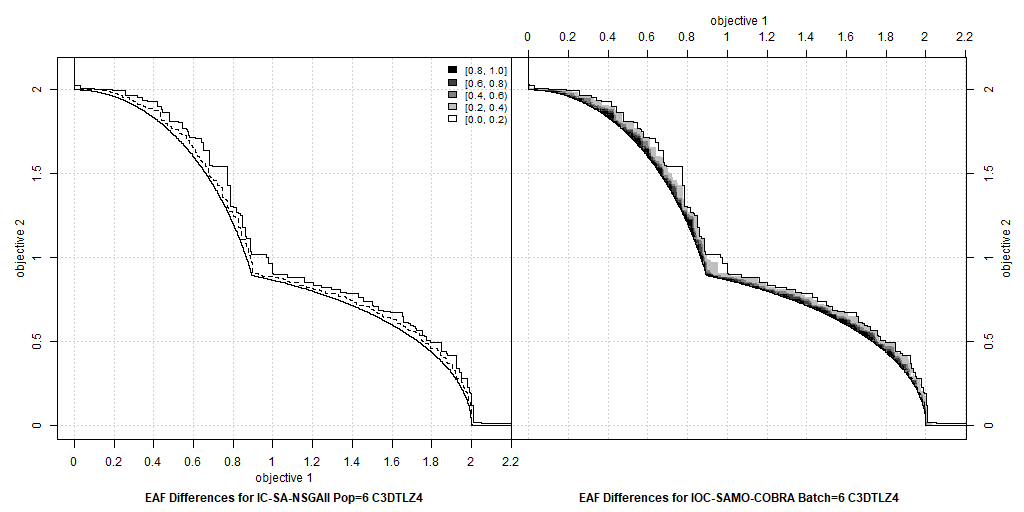 objective 1
0 0.2 0.4 0.6 0.8 1 1.2 1.4 1.6 1.8 2 2.2
[0.8, 1.0]
[0.6, 0.8)
[0.4, 0.6)
[0.2, 0.4)
[0.0, 0.2)
objective 2
2
1.5
1
0.5
0
0 0.2 0.4 0.6 0.8 1 1.2 1.4 1.6 1.8 2 2.2
objective 1
2
1.5
1
0.5
0
objective 2
EAF Differences for IC-SA-NSGAII Pop=6 C3DTLZ4
EAF Differences for IOC-SAMO-COBRA Batch=6 C3DTLZ4